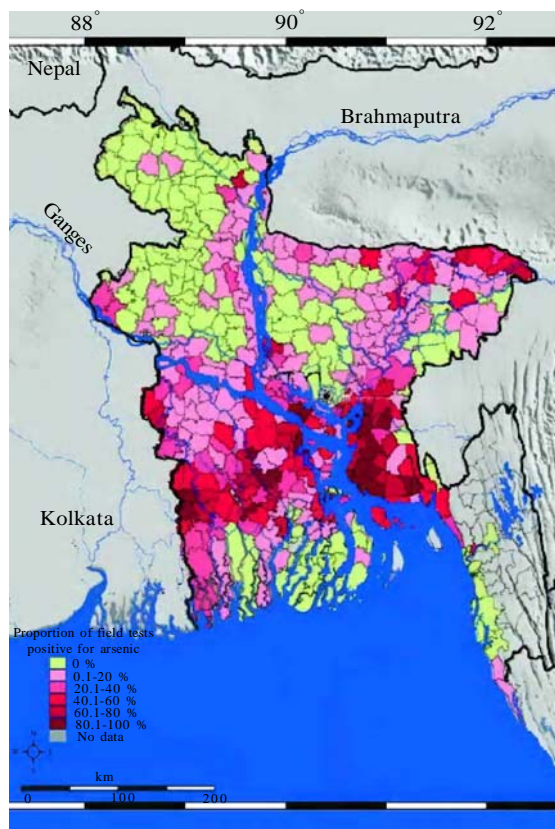 88° 90° 92°
Nepal
Brahmaputra
Ganges
Kolkata
Proportion of field tests
positive for arsenic
0 %
0.1-20 %
20.1-40 %
40.1-60 %
60.1-80 %
80.1-100 %
No data
km
0 100 200